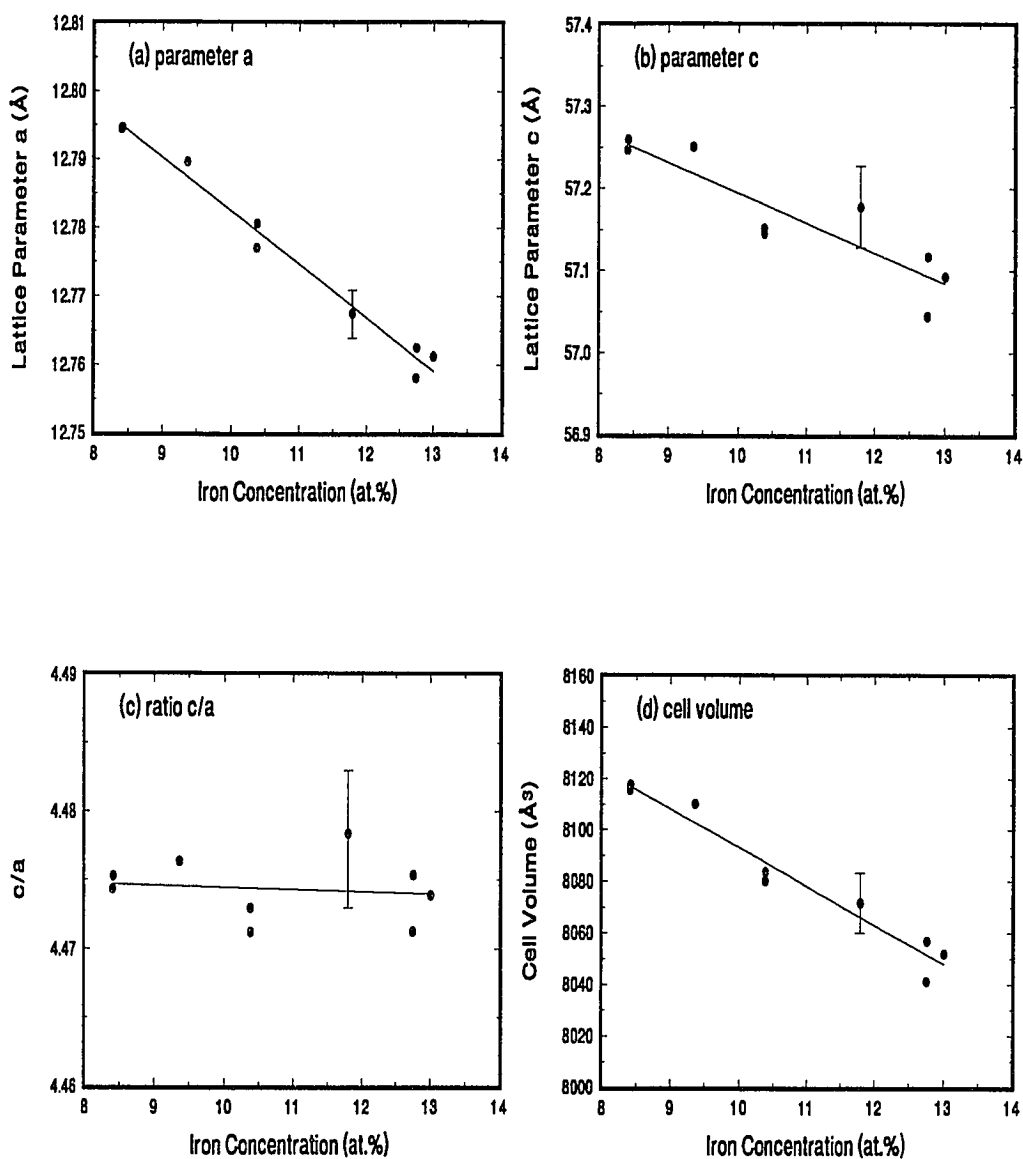 (a) parameter a
12.81
12.80
12.79
12.78
12.77
12.76
12.75
Lattice Parameter a (Å)
8 9 10 11 12 13 14
Iron Concentration (at.%)
(b) parameter c
57.4
57.3
57.2
57.1
57.0
56.9
Lattice Parameter c (Å)
8 9 10 11 12 13 14
Iron Concentration (at.%)
(c) ratio c/a
4.49
4.48
4.47
4.46
c/a
8 9 10 11 12 13 14
Iron Concentration (at.%)
(d) cell volume
8160
8140
8120
8100
8080
8060
8040
8020
8000
Cell Volume (Å³)
8 9 10 11 12 13 14
Iron Concentration (at.%)